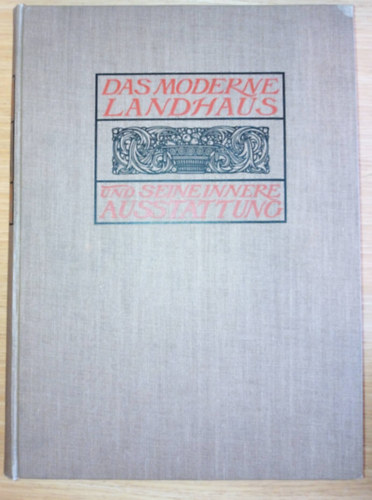 DAS MODERNE
LANDHAUS
UND SEINE INNERE
AUSSTATTUNG